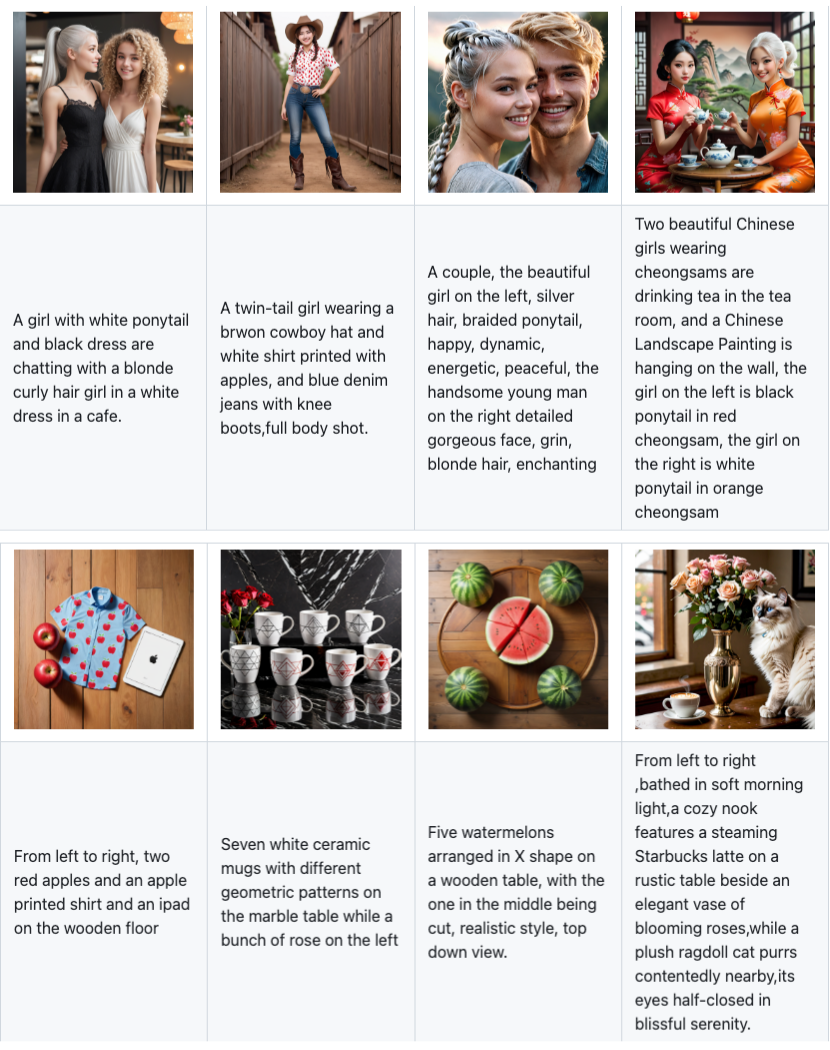 A girl with white ponytail
and black dress are
chatting with a blonde
curly hair girl in a white
dress in a cafe.
A twin-tail girl wearing a
brwon cowboy hat and
white shirt printed with
apples, and blue denim
jeans with knee
boots,full body shot.
A couple, the beautiful
girl on the left, silver
hair, braided ponytail,
happy, dynamic,
energetic, peaceful, the
handsome young man
on the right detailed
gorgeous face, grin,
blonde hair, enchanting
Two beautiful Chinese
girls wearing
cheongsams are
drinking tea in the tea
room, and a Chinese
Landscape Painting is
hanging on the wall, the
girl on the left is black
ponytail in red
cheongsam, the girl on
the right is white
ponytail in orange
cheongsam
From left to right, two
red apples and an apple
printed shirt and an ipad
on the wooden floor
Seven white ceramic
mugs with different
geometric patterns on
the marble table while a
bunch of rose on the left
Five watermelons
arranged in X shape on
a wooden table, with the
one in the middle being
cut, realistic style, top
down view.
From left to right
,bathed in soft morning
light,a cozy nook
features a steaming
Starbucks latte on a
rustic table beside an
elegant vase of
blooming roses,while a
plush ragdoll cat purrs
contentedly nearby,its
eyes half-closed in
blissful serenity.